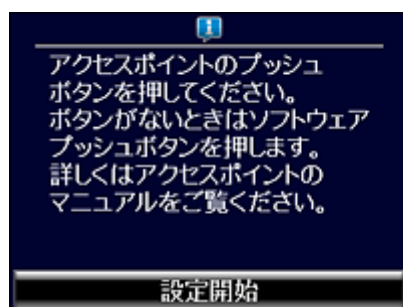 アクセスポイントのプッシュ
ボタンを押してください。
ボタンがないときはソフトウェア
プッシュボタンを押します。
詳しくはアクセスポイントの
マニュアルをご覧ください。
設定開始